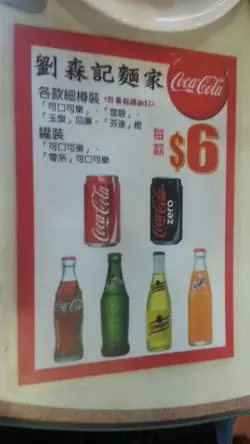 劉森記麵家
Coca-Cola
各款細樽裝
「可口可樂」、「雪碧」、
「玉泉」忌廉、「芬達」橙
罐裝
「可口可樂」、
「零系」可口可樂
每款
$6
Coca-Cola
Coca-Cola
zero
Coca-Cola